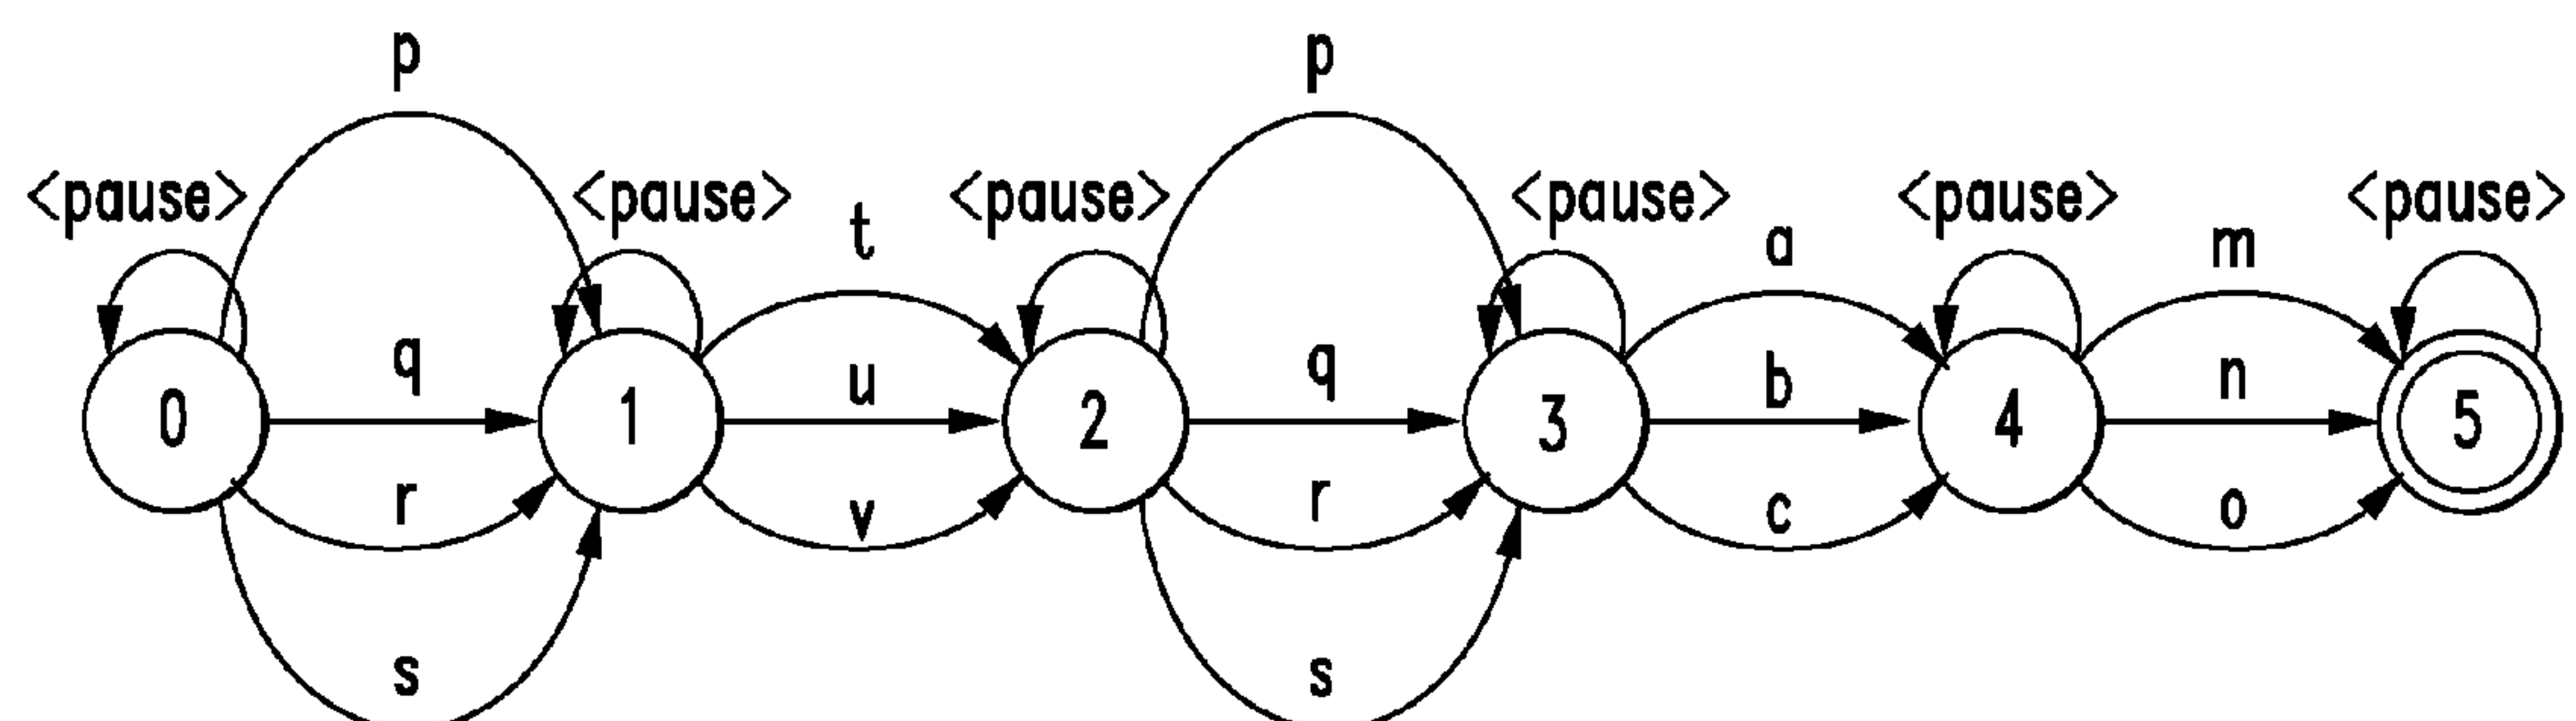 p p
<pause> <pause> t <pause> <pause> a <pause> m <pause>
q u q b n
0 1 2 3 4 5
r v r c o
s s